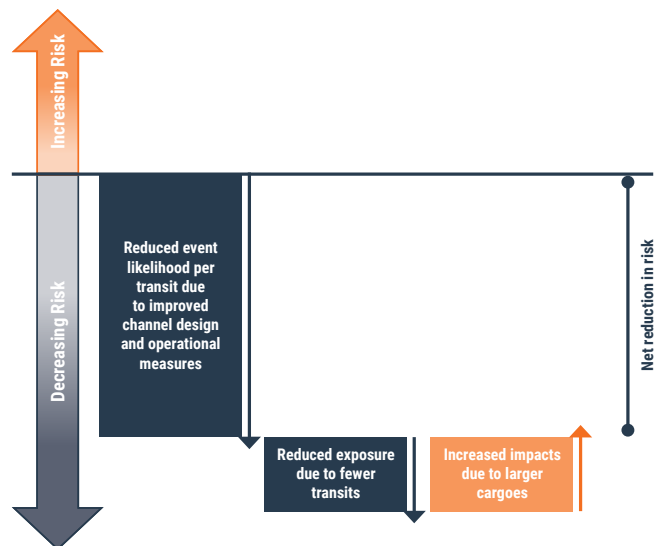 Increasing Risk
Decreasing Risk
Reduced event
likelihood per
transit due
to improved
channel design
and operational
measures
Reduced exposure
due to fewer
transits
Increased impacts
due to larger
cargoes
Net reduction in risk